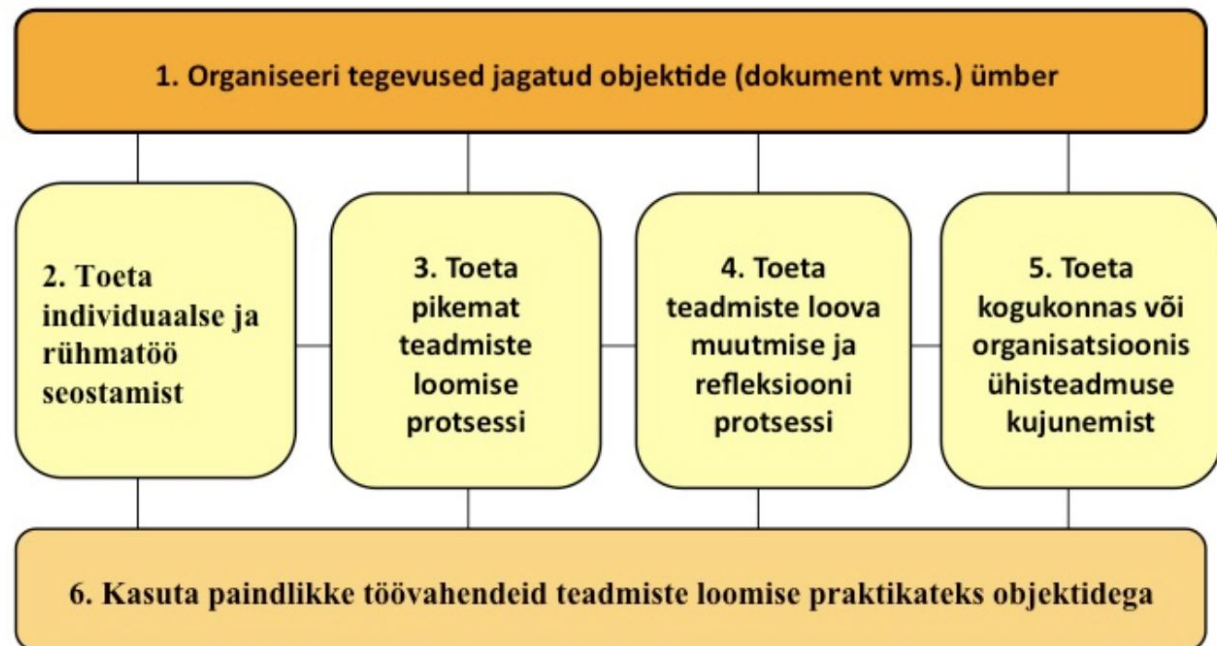 1. Organiseeri tegevused jagatud objektide (dokument vms.) ümber
2. Toeta
individuaalse ja
rühmatöö
seostamist
3. Toeta
pikemat
teadmiste
loomise
protsessi
4. Toeta
teadmiste loova
muutmise ja
refleksiooni
protsessi
5. Toeta
kogukonnas või
organisatsioonis
ühisteadmuse
kujunemist
6. Kasuta paindlikke töövahendeid teadmiste loomise praktikateks objektidega